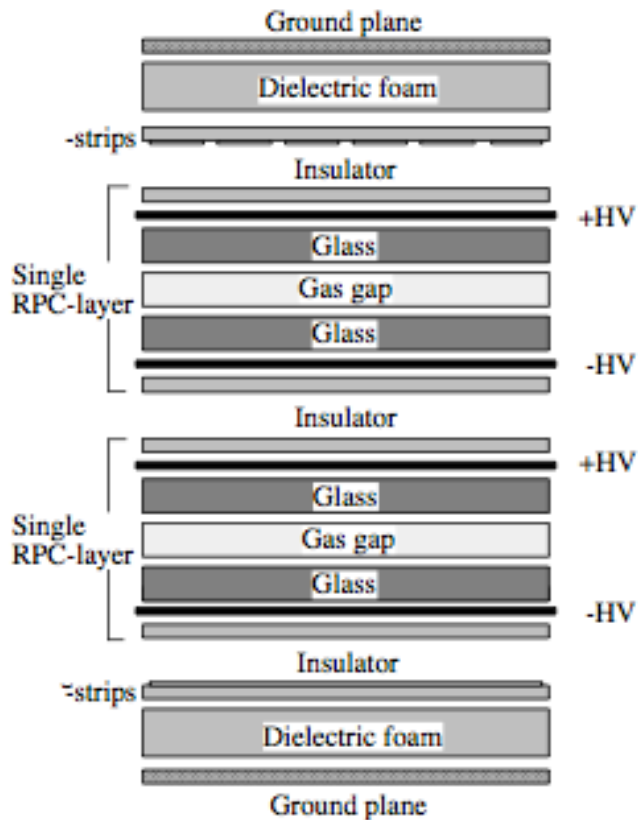 Ground plane
Dielectric foam
-strips
Insulator
+HV
Glass
Single
RPC-layer
Gas gap
Glass
-HV
Insulator
+HV
Glass
Single
RPC-layer
Gas gap
Glass
-HV
Insulator
-strips
Dielectric foam
Ground plane